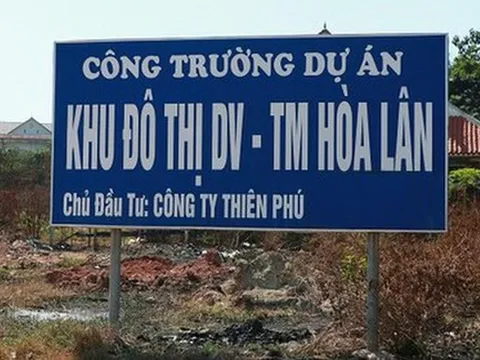 CÔNG TRƯỜNG DỰ ÁN
KHU ĐÔ THỊ DV - TM HÒA LÂN
Chủ Đầu Tư: CÔNG TY THIÊN PHÚ